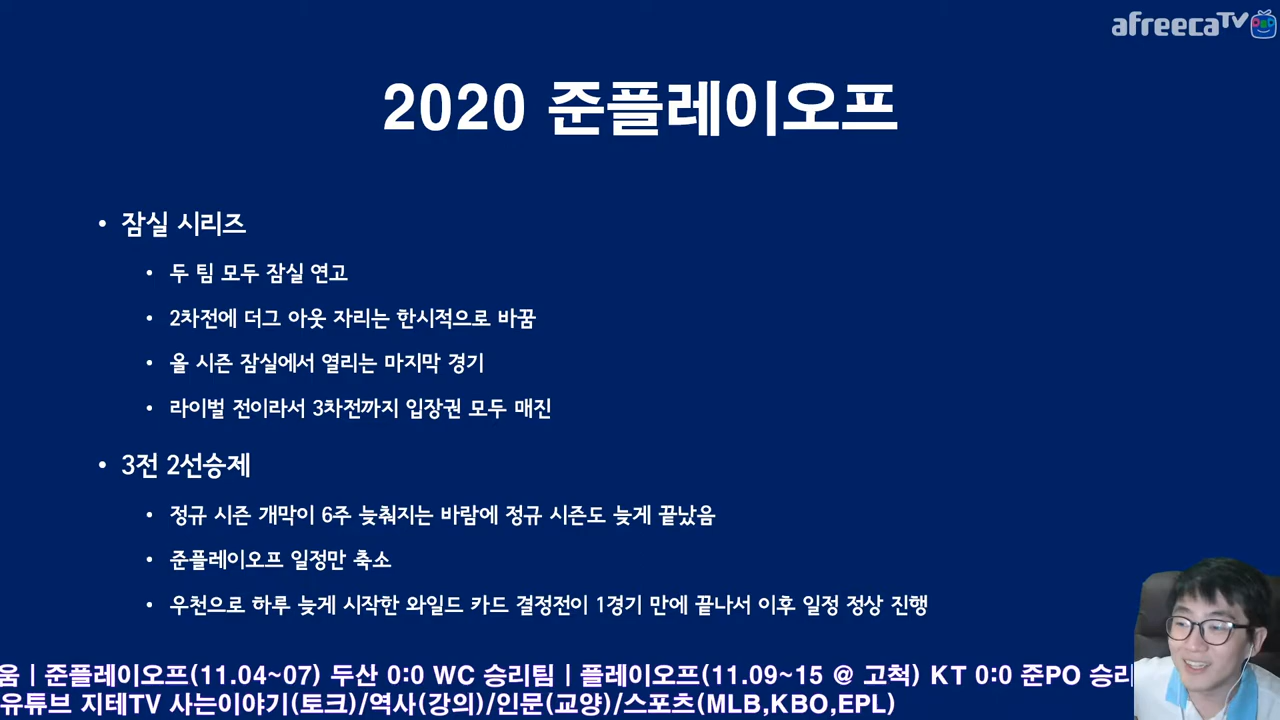 afreecaTV
2020 준플레이오프
• 잠실 시리즈
• 두 팀 모두 잠실 연고
• 2차전에 더그 아웃 자리는 한시적으로 바꿈
• 올 시즌 잠실에서 열리는 마지막 경기
• 라이벌 전이라서 3차전까지 입장권 모두 매진
• 3전 2선승제
• 정규 시즌 개막이 6주 늦춰지는 바람에 정규 시즌도 늦게 끝났음
• 준플레이오프 일정만 축소
• 우천으로 하루 늦게 시작한 와일드 카드 결정전이 1경기 만에 끝나서 이후 일정 정상 진행
움 | 준플레이오프(11.04~07) 두산 0:0 WC 승리팀 | 플레이오프(11.09~15 @ 고척) KT 0:0 준PO 승리
유튜브 지테TV 사는이야기(토크)/역사(강의)/인문(교양)/스포츠(MLB,KBO,EPL)